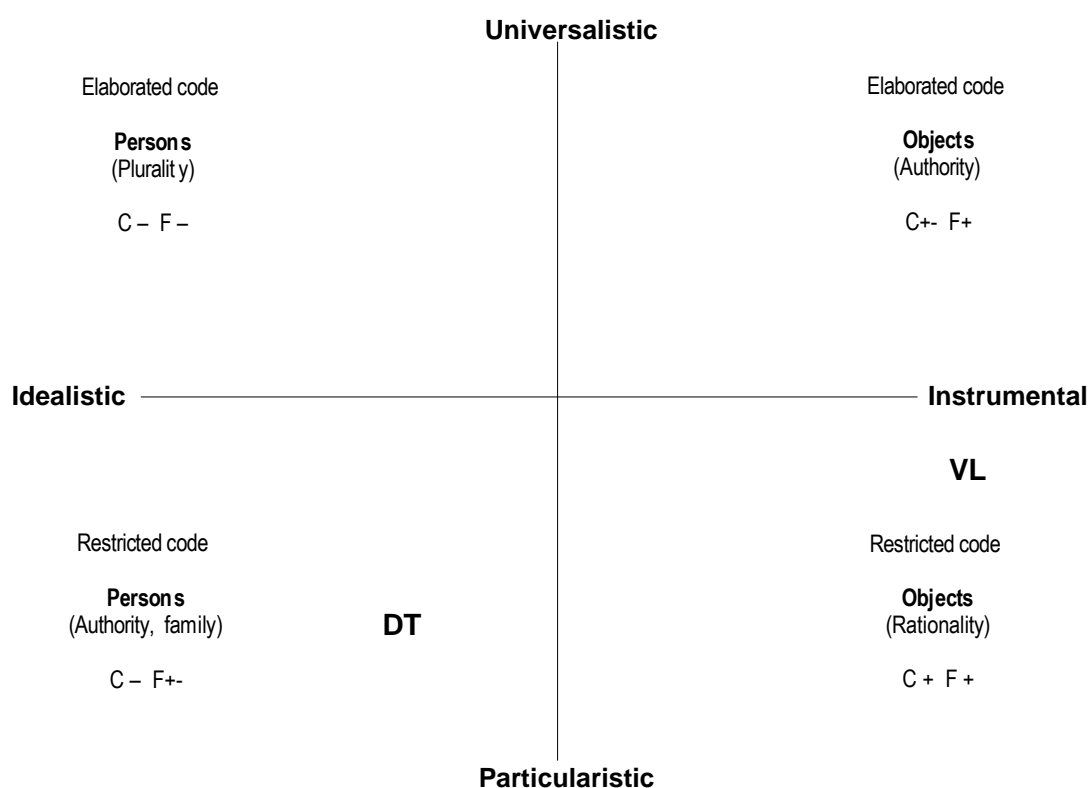 Universalistic
Elaborated code
Persons
(Plurality)
C – F –
Elaborated code
Objects
(Authority)
C+- F+
Idealistic
Instrumental
VL
Restricted code
Persons
(Authority, family)
C – F+-
DT
Restricted code
Objects
(Rationality)
C + F +
Particularistic